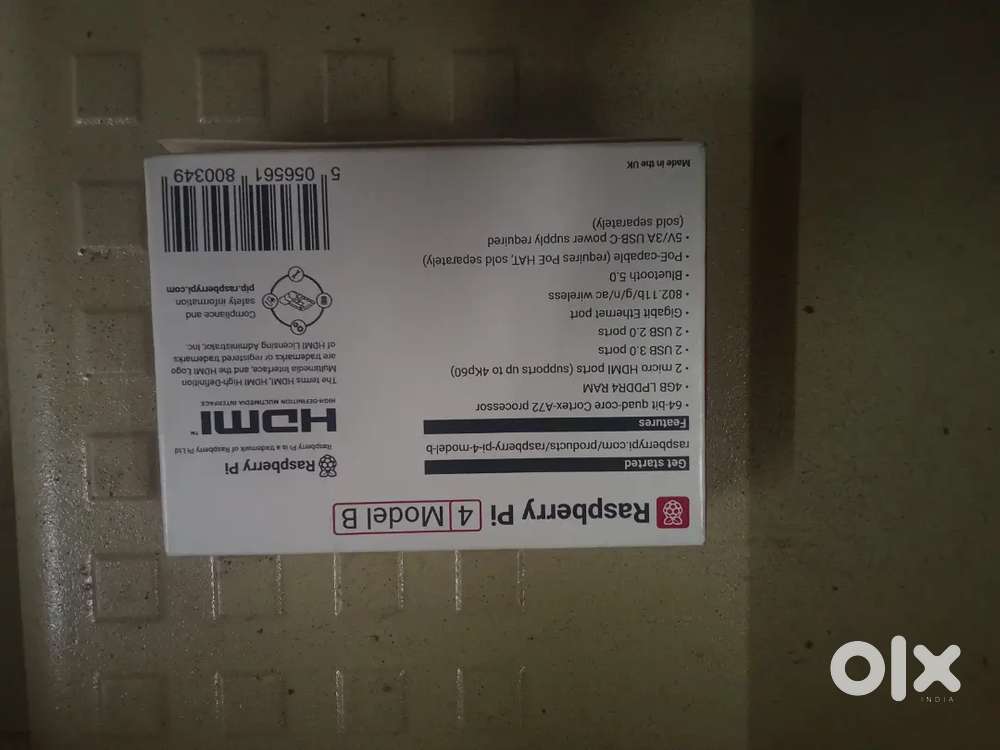 Raspberry Pi 4 Model B
Get started
raspberrypi.com/products/raspberry-pi-4-model-b
Features
• 64-bit quad-core Cortex-A72 processor
• 4GB LPDDR4 RAM
• 2 micro HDMI ports (supports up to 4Kp60)
• 2 USB 3.0 ports
• 2 USB 2.0 ports
• Gigabit Ethernet port
• 802.11b/g/n/ac wireless
• Bluetooth 5.0
• PoE-capable (requires PoE HAT, sold separately)
• 5V/3A USB-C power supply required
(sold separately)
Made in the UK
Raspberry Pi
Raspberry Pi is a trademark of Raspberry Pi Ltd
HDMI™
HIGH-DEFINITION MULTIMEDIA INTERFACE
The terms HDMI, HDMI High-Definition
Multimedia Interface, and the HDMI Logo
are trademarks or registered trademarks
of HDMI Licensing Administrator, Inc.
Compliance and
safety information
pip.raspberrypi.com
5 056561 800349
olx
INDIA